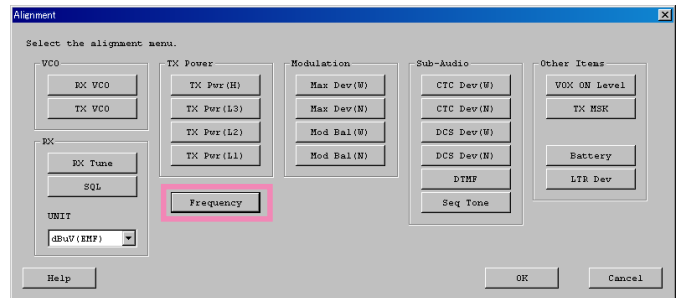 Alignment
Select the alignment menu.
VCO
RX VCO
TX VCO
RX
RX Tune
SQL
UNIT
dBuV(EMF)
TX Power
TX Pwr(H)
TX Pwr(L3)
TX Pwr(L2)
TX Pwr(L1)
Frequency
Modulation
Max Dev(W)
Max Dev(N)
Mod Bal(W)
Mod Bal(N)
Sub-Audio
CTC Dev(W)
CTC Dev(N)
DCS Dev(W)
DCS Dev(N)
DTMF
Seq Tone
Other Items
VOX ON Level
TX MSK
Battery
LTR Dev
Help
OK
Cancel